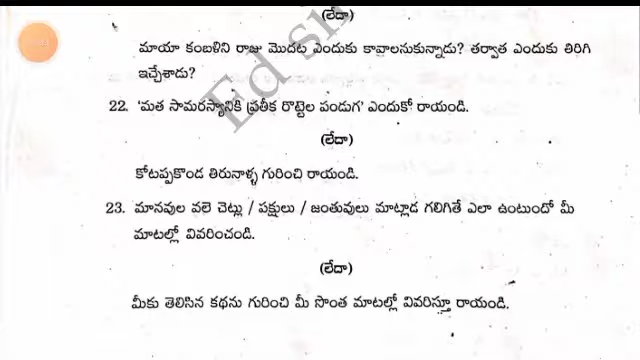 (లేదా)
మాయా కంబళిని రాజు మొదట ఎందుకు కావాలనుకున్నాడు? తర్వాత ఎందుకు తిరిగి
ఇచ్చేశాడు?
22. ‘మత సామరస్యానికి ప్రతీక రొట్టెల పండుగ’ ఎందుకో రాయండి.
(లేదా)
కోటప్పకొండ తిరునాళ్ళ గురించి రాయండి.
23. మానవుల వలె చెట్లు / పక్షులు / జంతువులు మాట్లాడ గలిగితే ఎలా ఉంటుందో మీ
మాటల్లో వివరించండి.
(లేదా)
మీకు తెలిసిన కథను గురించి మీ సొంత మాటల్లో వివరిస్తూ రాయండి.